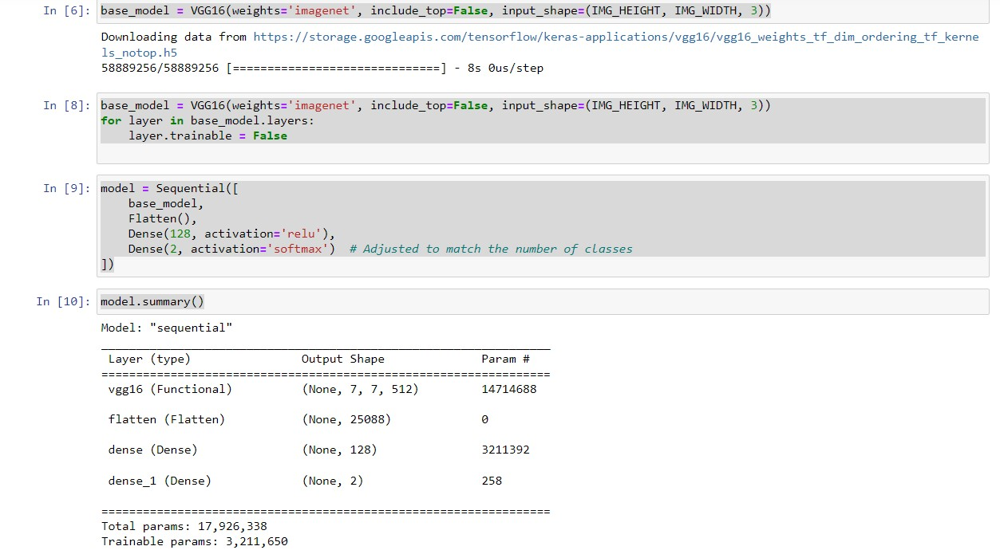 In [6]: base_model = VGG16(weights='imagenet', include_top=False, input_shape=(IMG_HEIGHT, IMG_WIDTH, 3))
Downloading data from https://storage.googleapis.com/tensorflow/keras-applications/vgg16/vgg16_weights_tf_dim_ordering_tf_kerne
ls_notop.h5
58889256/58889256 [==============================] - 8s 0us/step
In [8]: base_model = VGG16(weights='imagenet', include_top=False, input_shape=(IMG_HEIGHT, IMG_WIDTH, 3))
for layer in base_model.layers:
    layer.trainable = False
In [9]: model = Sequential([
    base_model,
    Flatten(),
    Dense(128, activation='relu'),
    Dense(2, activation='softmax')  # Adjusted to match the number of classes
])
In [10]: model.summary()
Model: "sequential"
_________________________________________________________________
Layer (type)                Output Shape              Param #
=================================================================
vgg16 (Functional)          (None, 7, 7, 512)         14714688
flatten (Flatten)           (None, 25088)             0
dense (Dense)               (None, 128)               3211392
dense_1 (Dense)             (None, 2)                 258
=================================================================
Total params: 17,926,338
Trainable params: 3,211,650